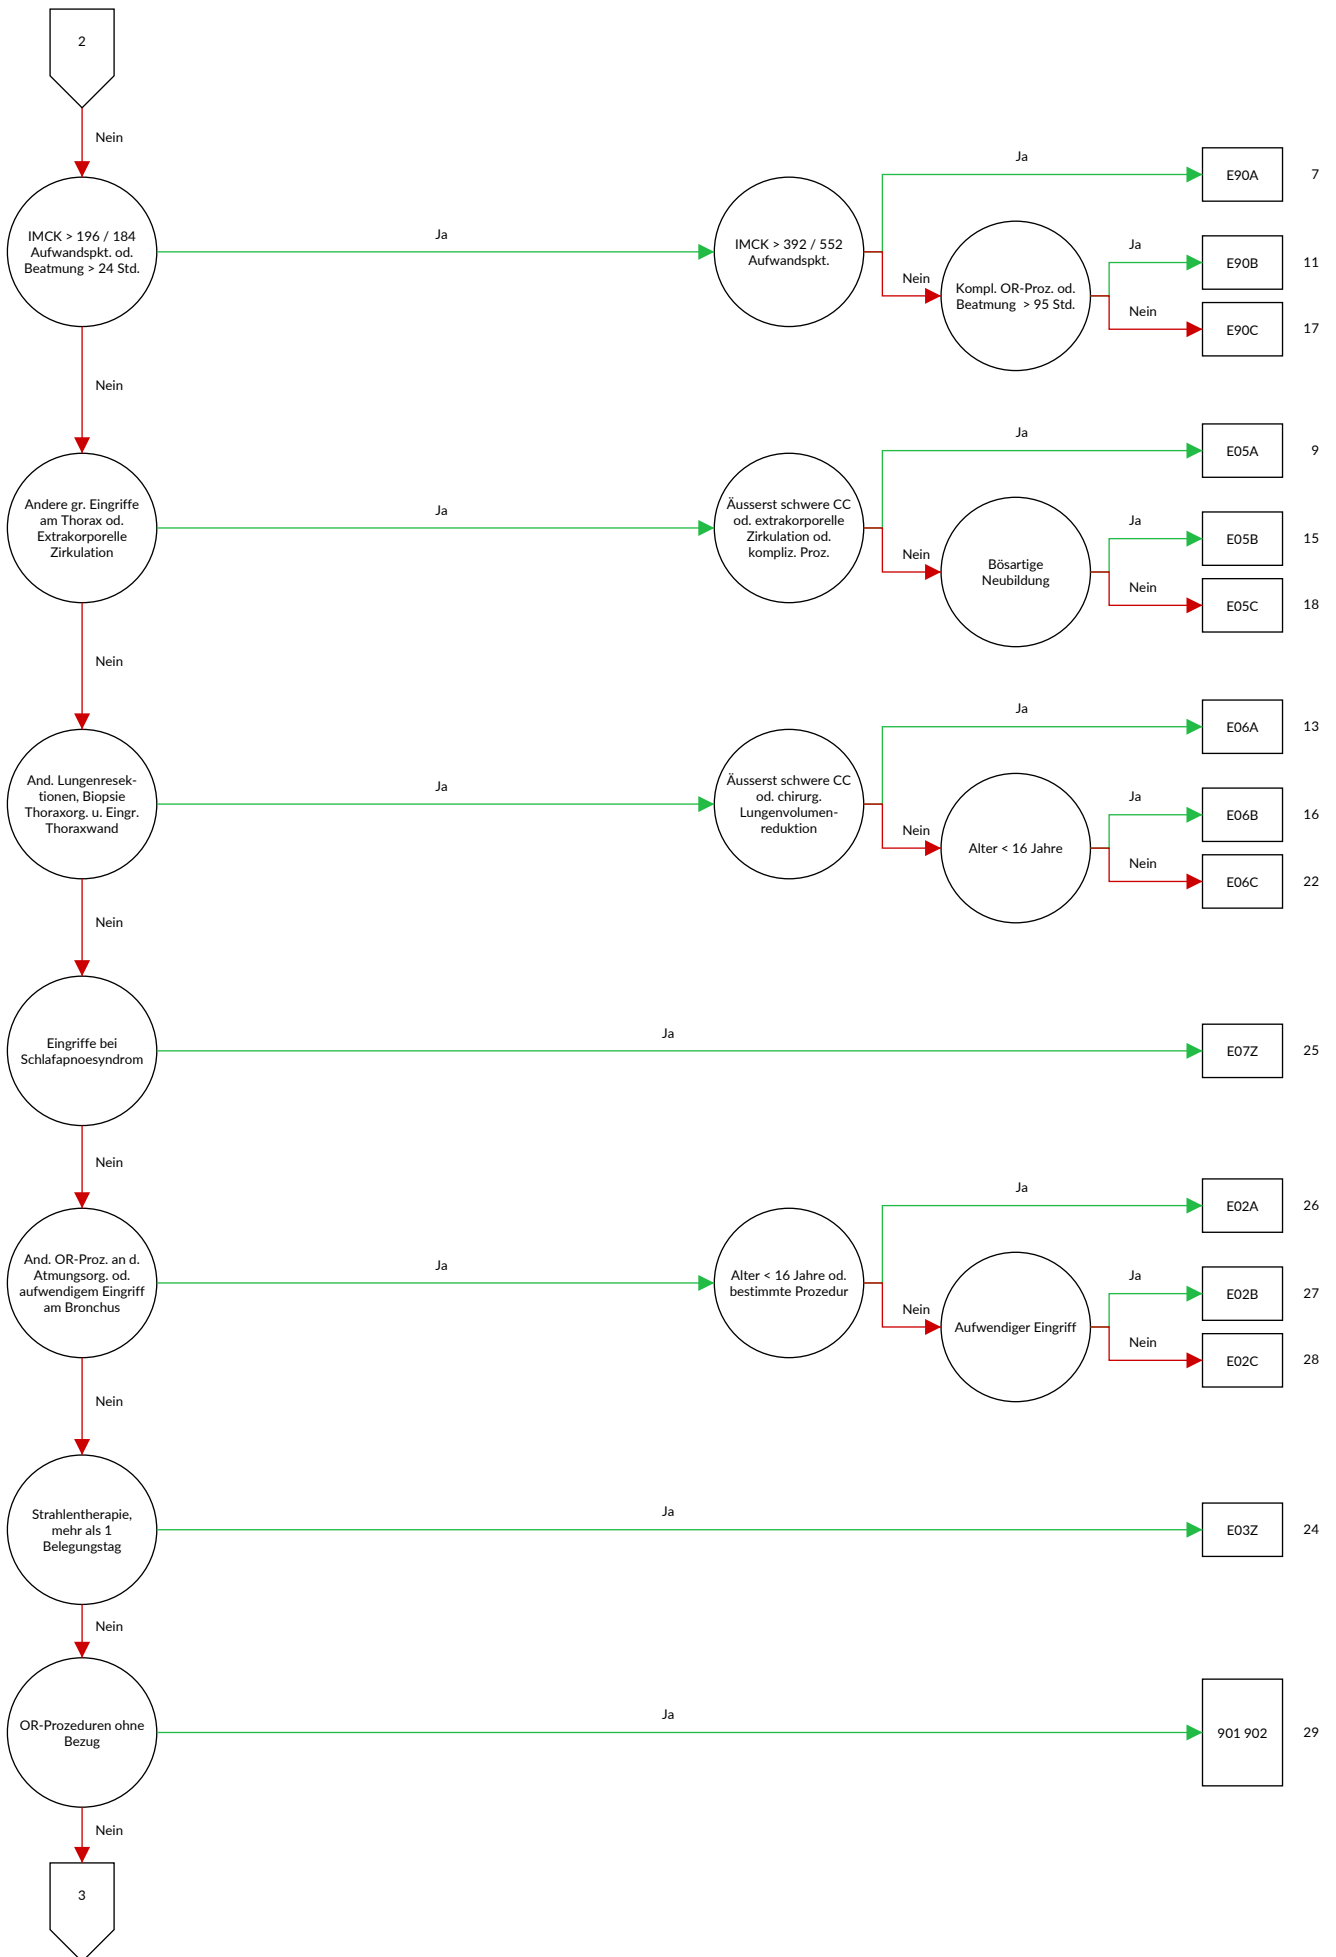 2
Nein
IMCK > 196 / 184
Aufwandspkt. od.
Beatmung > 24 Std.
Ja
IMCK > 392 / 552
Aufwandspkt.
Ja
E90A
7
Nein
Kompl. OR-Proz. od.
Beatmung > 95 Std.
Ja
E90B
11
Nein
E90C
17
Nein
Andere gr. Eingriffe
am Thorax od.
Extrakorporelle
Zirkulation
Ja
Äusserst schwere CC
od. extrakorporelle
Zirkulation od.
kompliz. Proz.
Ja
E05A
9
Nein
Bösartige
Neubildung
Ja
E05B
15
Nein
E05C
18
Nein
And. Lungenresek-
tionen, Biopsie
Thoraxorg. u. Eingr.
Thoraxwand
Ja
Äusserst schwere CC
od. chirurg.
Lungenvolumen-
reduktion
Ja
E06A
13
Nein
Alter < 16 Jahre
Ja
E06B
16
Nein
E06C
22
Nein
Eingriffe bei
Schlafapnoesyndrom
Ja
E07Z
25
Nein
And. OR-Proz. an d.
Atmungsorg. od.
aufwendigem Eingriff
am Bronchus
Ja
Alter < 16 Jahre od.
bestimmte Prozedur
Ja
E02A
26
Nein
Aufwendiger Eingriff
Ja
E02B
27
Nein
E02C
28
Nein
Strahlentherapie,
mehr als 1
Belegungstag
Ja
E03Z
24
Nein
OR-Prozeduren ohne
Bezug
Ja
901 902
29
Nein
3